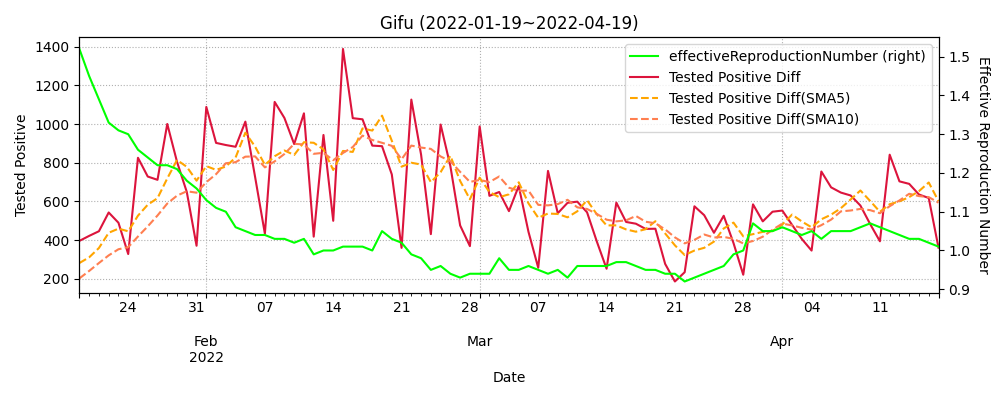 Gifu (2022-01-19~2022-04-19)
effectiveReproductionNumber (right)
Tested Positive Diff
Tested Positive Diff(SMA5)
Tested Positive Diff(SMA10)
Tested Positive
1400
1200
1000
800
600
400
200
Effective Reproduction Number
1.5
1.4
1.3
1.2
1.1
1.0
0.9
24 31 07 14 21 28 07 14 21 28 04 11
Feb Mar Apr
2022
Date